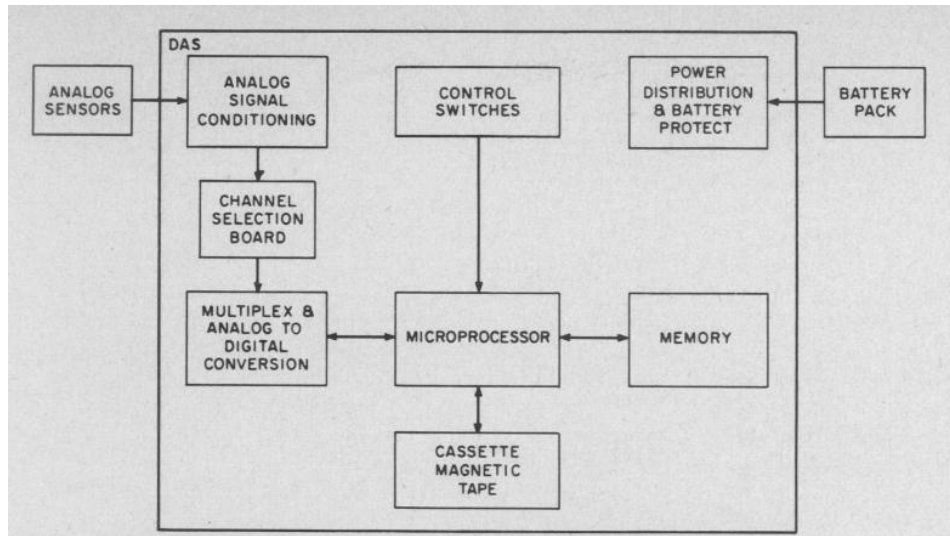 DAS
ANALOG
SENSORS
ANALOG
SIGNAL
CONDITIONING
CONTROL
SWITCHES
POWER
DISTRIBUTION
& BATTERY
PROTECT
BATTERY
PACK
CHANNEL
SELECTION
BOARD
MULTIPLEX &
ANALOG TO
DIGITAL
CONVERSION
MICROPROCESSOR
MEMORY
CASSETTE
MAGNETIC
TAPE